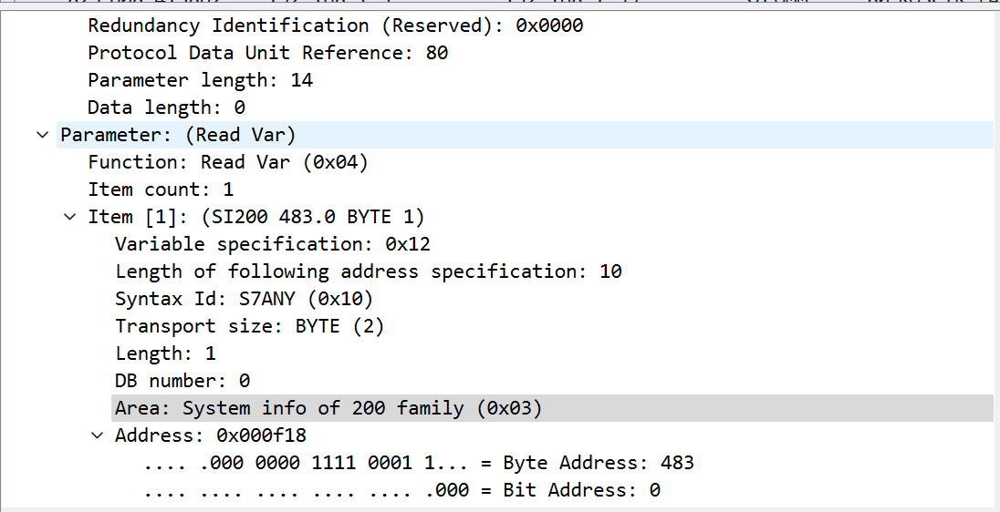 Redundancy Identification (Reserved): 0x0000
Protocol Data Unit Reference: 80
Parameter length: 14
Data length: 0
Parameter: (Read Var)
Function: Read Var (0x04)
Item count: 1
Item [1]: (SI200 483.0 BYTE 1)
Variable specification: 0x12
Length of following address specification: 10
Syntax Id: S7ANY (0x10)
Transport size: BYTE (2)
Length: 1
DB number: 0
Area: System info of 200 family (0x03)
Address: 0x000f18
.... .000 0000 1111 0001 1... = Byte Address: 483
.... .... .... .... .... .000 = Bit Address: 0